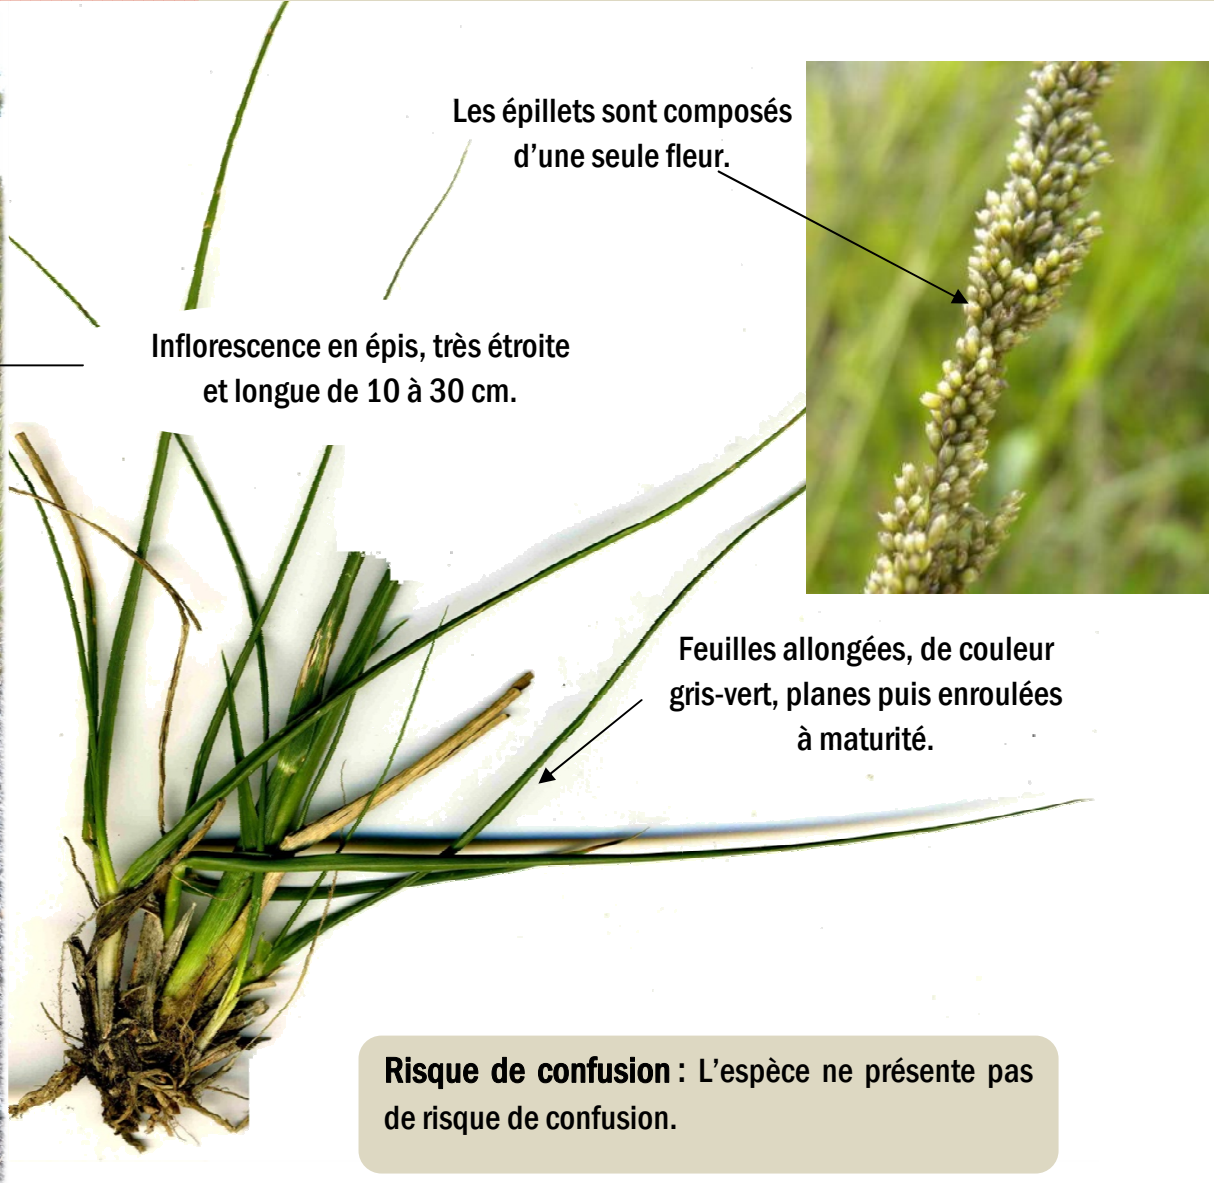 Les épillets sont composés
d’une seule fleur.
Inflorescence en épis, très étroite
et longue de 10 à 30 cm.
Feuilles allongées, de couleur
gris-vert, planes puis enroulées
à maturité.
Risque de confusion : L’espèce ne présente pas
de risque de confusion.